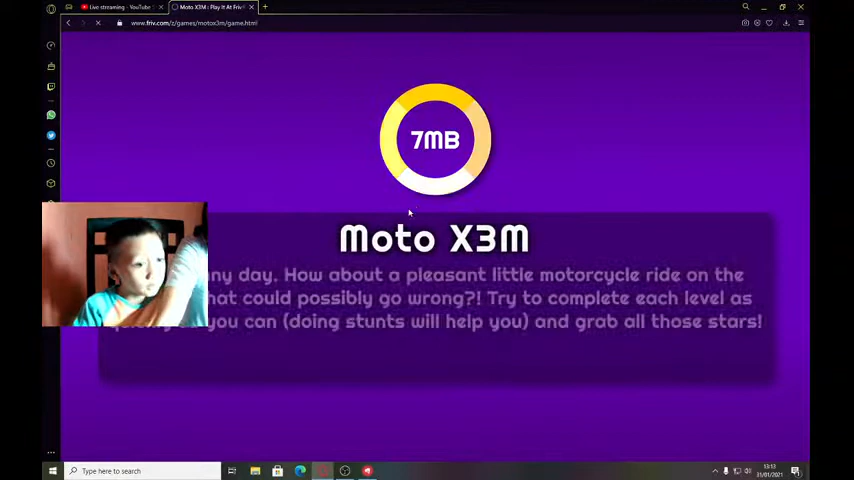 Live streaming - YouTube
Moto X3M : Play It At Friv
www.friv.com/z/games/motox3m/game.html
7MB
Moto X3M
ny day. How about a pleasant little motorcycle ride on the
hat could possibly go wrong?! Try to complete each level as
you can (doing stunts will help you) and grab all those stars!
Type here to search
13:13
31/01/2021